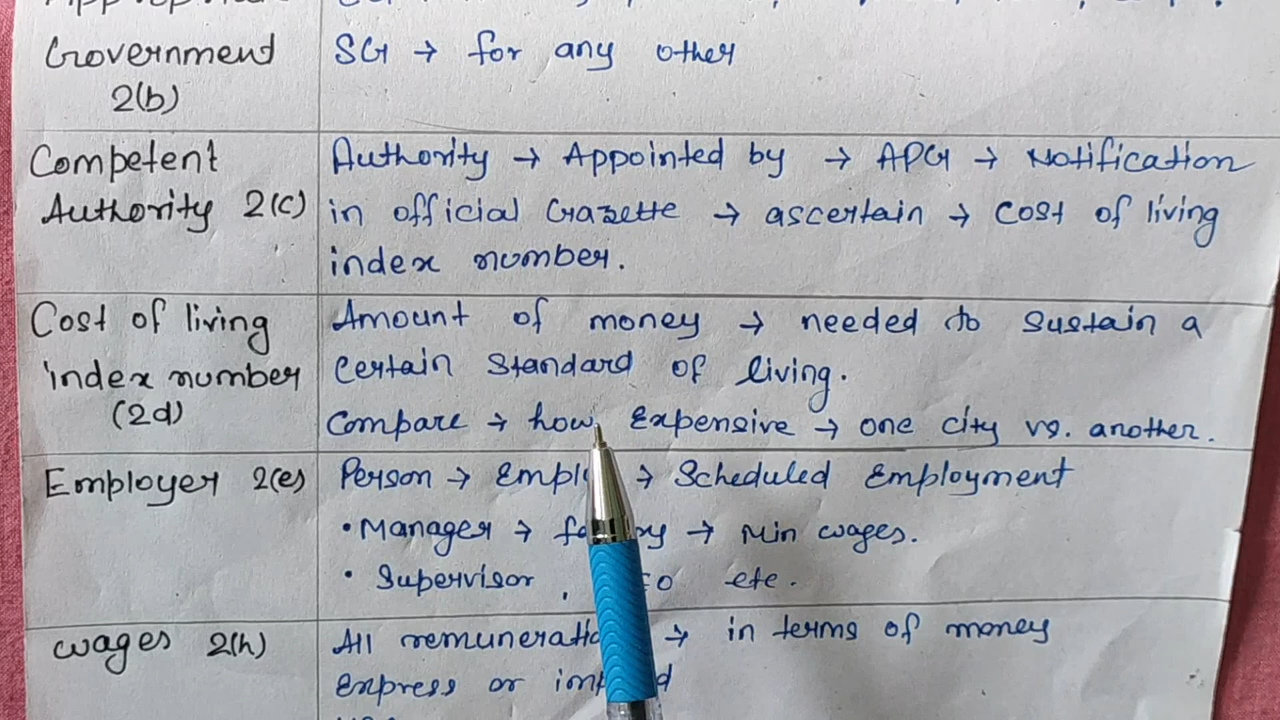 Government
2(b)
SG → for any other
Competent
Authority 2(c)
Authority → Appointed by → APG → Notification
in official Gazette → ascertain → Cost of living
index number.
Cost of living
index number
(2d)
Amount of money → needed to sustain a
Certain standard of living.
Compare → how expensive → one city vs. another.
Employer 2(e)
Person → → Scheduled Employment
• Manager → → Min wages.
• Supervisor , etc.
Wages 2(h)
All → in terms of money
Express or